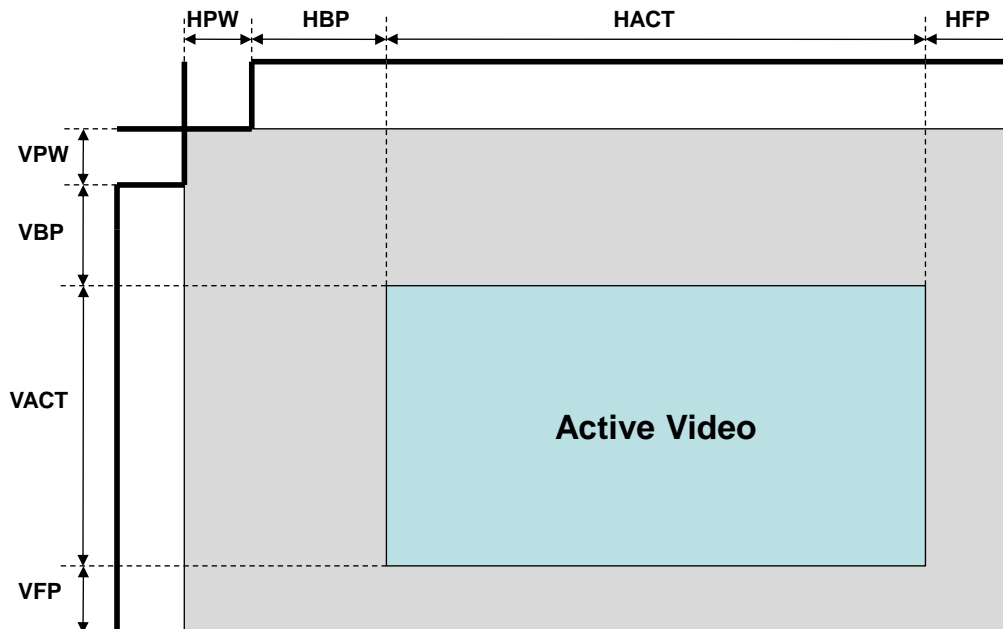 HPW HBP HACT HFP
VPW
VBP
VACT
Active Video
VFP